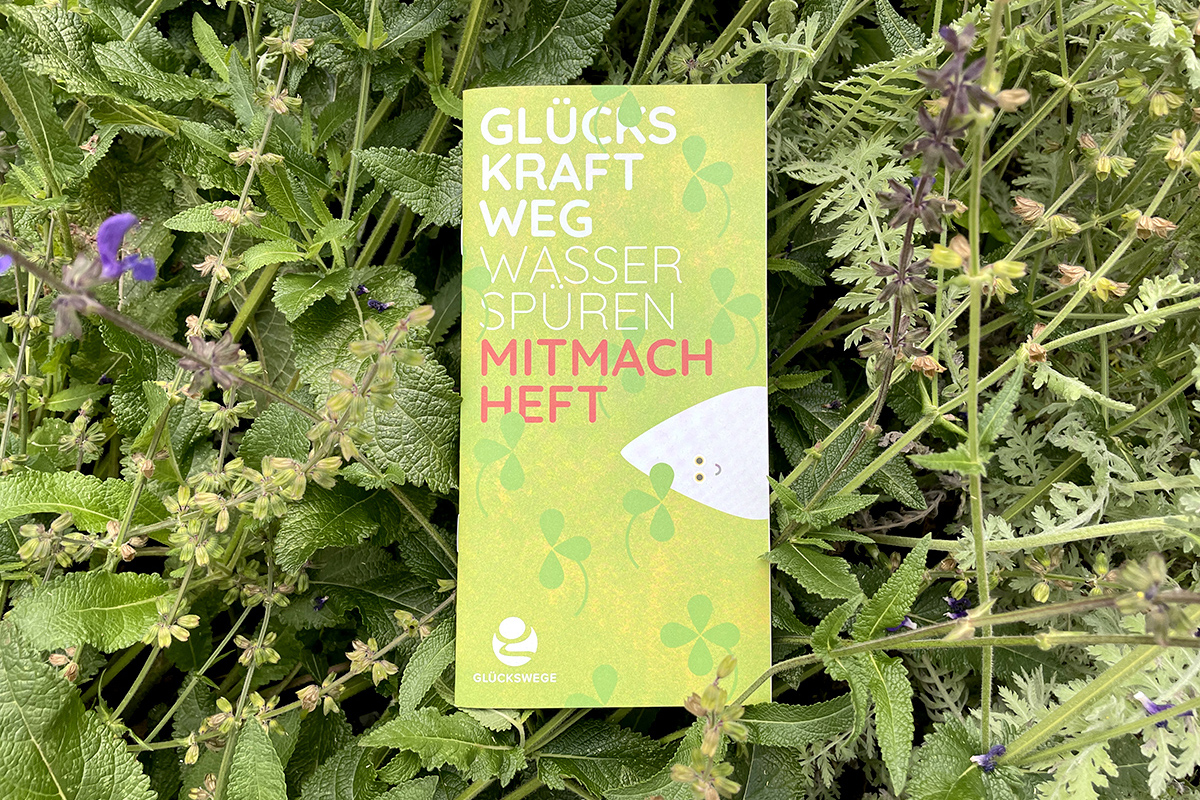 GLÜCKS
KRAFT
WEG
WASSER
SPÜREN
MITMACH
HEFT
GLÜCKSWEGE